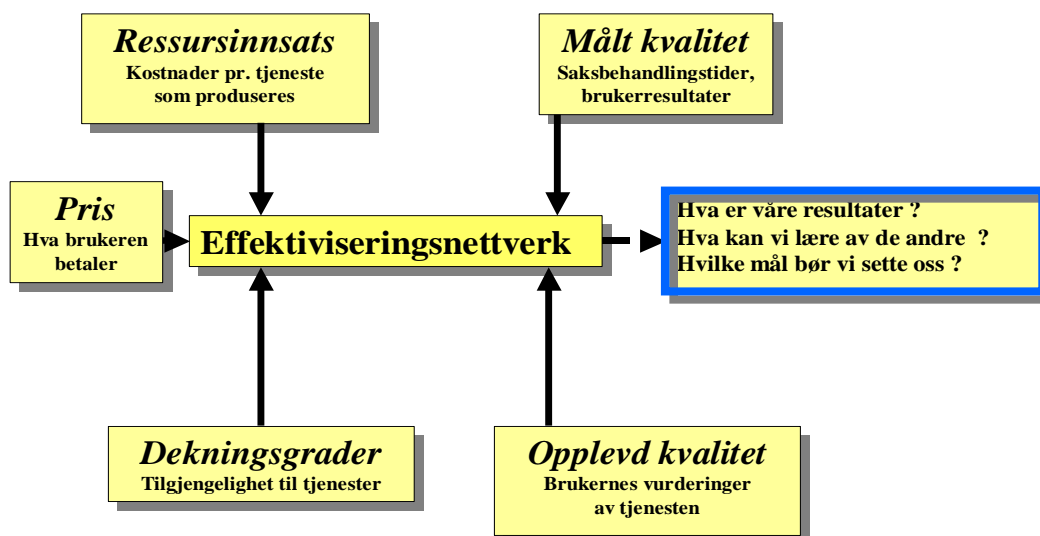 Ressursinnsats
Kostnader pr. tjeneste
som produseres
Målt kvalitet
Saksbehandlingstider,
brukerresultater
Pris
Hva brukeren
betaler
Effektiviseringsnettverk
Hva er våre resultater ?
Hva kan vi lære av de andre ?
Hvilke mål bør vi sette oss ?
Dekningsgrader
Tilgjengelighet til tjenester
Opplevd kvalitet
Brukernes vurderinger
av tjenesten